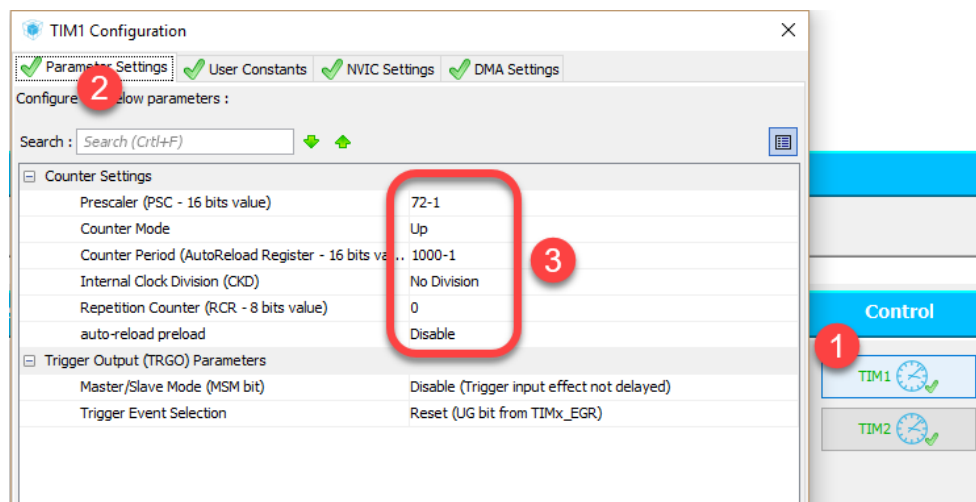 TIM1 Configuration
Parameter Settings
User Constants
NVIC Settings
DMA Settings
2
Configure elow parameters :
Search : Search (Crtl+F)
Counter Settings
Prescaler (PSC - 16 bits value) 72-1
Counter Mode Up
Counter Period (AutoReload Register - 16 bits va... 1000-1
Internal Clock Division (CKD) No Division
Repetition Counter (RCR - 8 bits value) 0
auto-reload preload Disable
3
Trigger Output (TRGO) Parameters
Master/Slave Mode (MSM bit) Disable (Trigger input effect not delayed)
Trigger Event Selection Reset (UG bit from TIMx_EGR)
Control
1
TIM1
TIM2